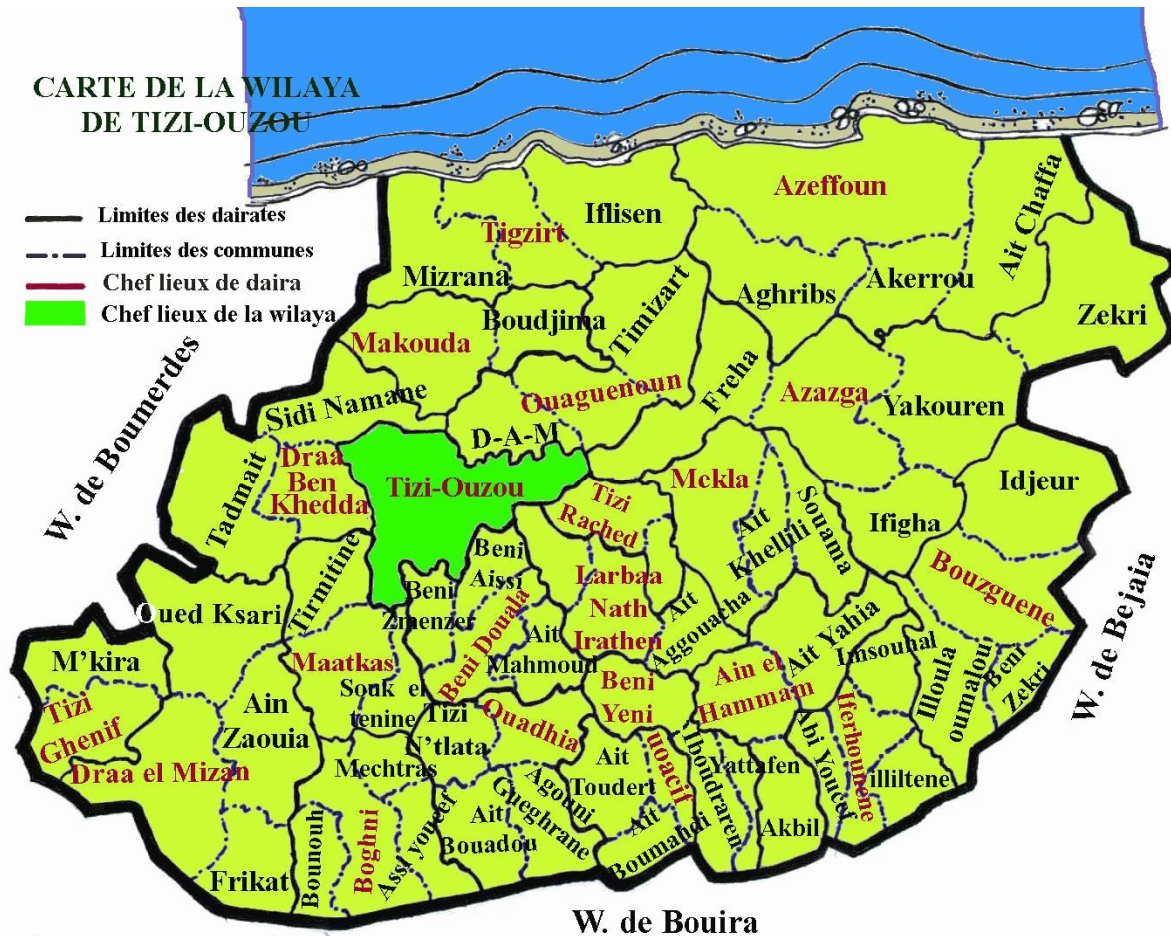 CARTE DE LA WILAYA
DE TIZI-OUZOU
Limites des dairates
Limites des communes
Chef lieux de daira
Chef lieux de la wilaya
W. de Boumerdes
W. de Bejaia
W. de Bouira
Azeffoun
Iflisen
Tigzirt
Mizrana
Ait Chaffa
Akerrou
Aghribs
Zekri
Timizart
Boudjima
Makouda
Ouaguenoun
Freha
Azazga
Yakouren
Sidi Namane
D-A-M
Tadmait
Draa
Ben
Khedda
Tizi-Ouzou
Mckla
Idjeur
Tizi
Rached
Ait
Khellili
Souama
Ifigha
Bouzguene
Tirmitine
Beni
Aissi
Beni
Zmenzer
Larbaa
Nath
Irathen
Ait
Aggouacha
Oued Ksari
Beni Douala
Ait
Mahmoud
Ait Yahia
Imsouhal
Illoula
oumalou
Beni
Zekri
M'kira
Maatkas
Souk el
tenine
Beni
Yeni
Ain el
Hammam
Tizi
Ghenif
Ain
Zaouia
Tizi
N'tlata
Ouadhia
Draa el Mizan
Mechtras
Ait
Toudert
uoacif
Iboudraren
Yattafen
Abi Youcef
Iferhounene
illiltene
Agouni
Gueghrane
Ait
Bouadou
Assi youcef
Ait
Boumahdi
Akbil
Frikat
Bounouh
Boghni